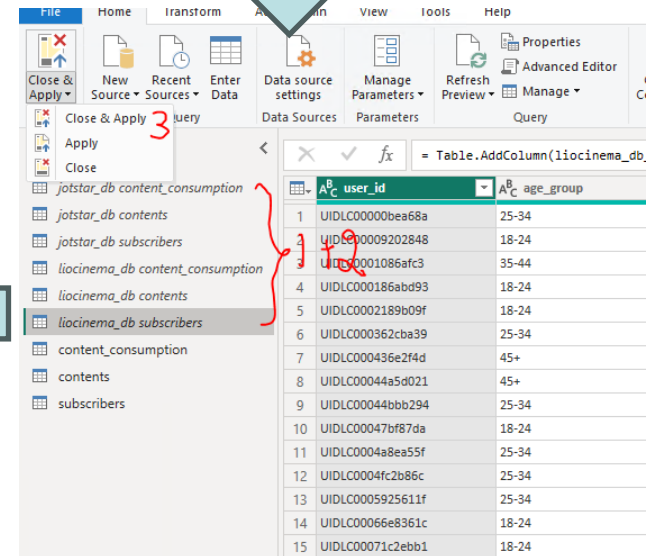 File Home Transform View Tools Help
Close & Apply New Source Recent Sources Enter Data Data source settings Manage Parameters Refresh Preview Properties Advanced Editor Manage
Data Sources Parameters Query
Close & Apply 3
Apply
Close
= Table.AddColumn(liocinema_db_
user_id age_group
jotstar_db content_consumption
jotstar_db contents
jotstar_db subscribers
liocinema_db content_consumption
liocinema_db contents
liocinema_db subscribers
content_consumption
contents
subscribers
1+2
1 UIDLC00000bea68a 25-34
2 UIDLC00009202848 18-24
3 UIDLC0001086afc3 35-44
4 UIDLC000186abd93 18-24
5 UIDLC0002189b09f 18-24
6 UIDLC000362cba39 25-34
7 UIDLC000436e2f4d 45+
8 UIDLC00044a5d021 45+
9 UIDLC00044bbb294 25-34
10 UIDLC00047bf87da 18-24
11 UIDLC0004a8ea55f 25-34
12 UIDLC0004fc2b86c 25-34
13 UIDLC0005925611f 25-34
14 UIDLC00066e8361c 18-24
15 UIDLC00071c2ebb1 18-24